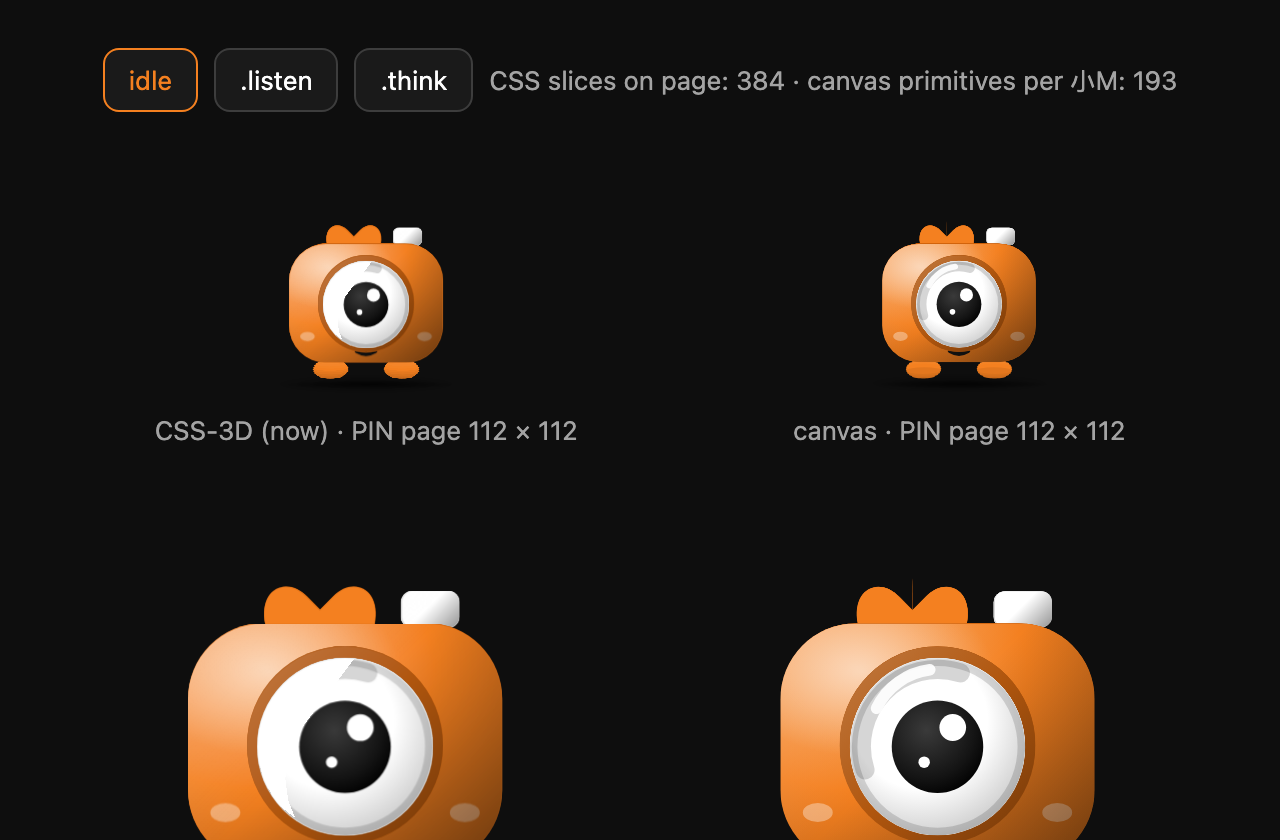 idle
.listen
.think
CSS slices on page: 384 · canvas primitives per 小M: 193
CSS-3D (now) · PIN page 112 × 112
canvas · PIN page 112 × 112